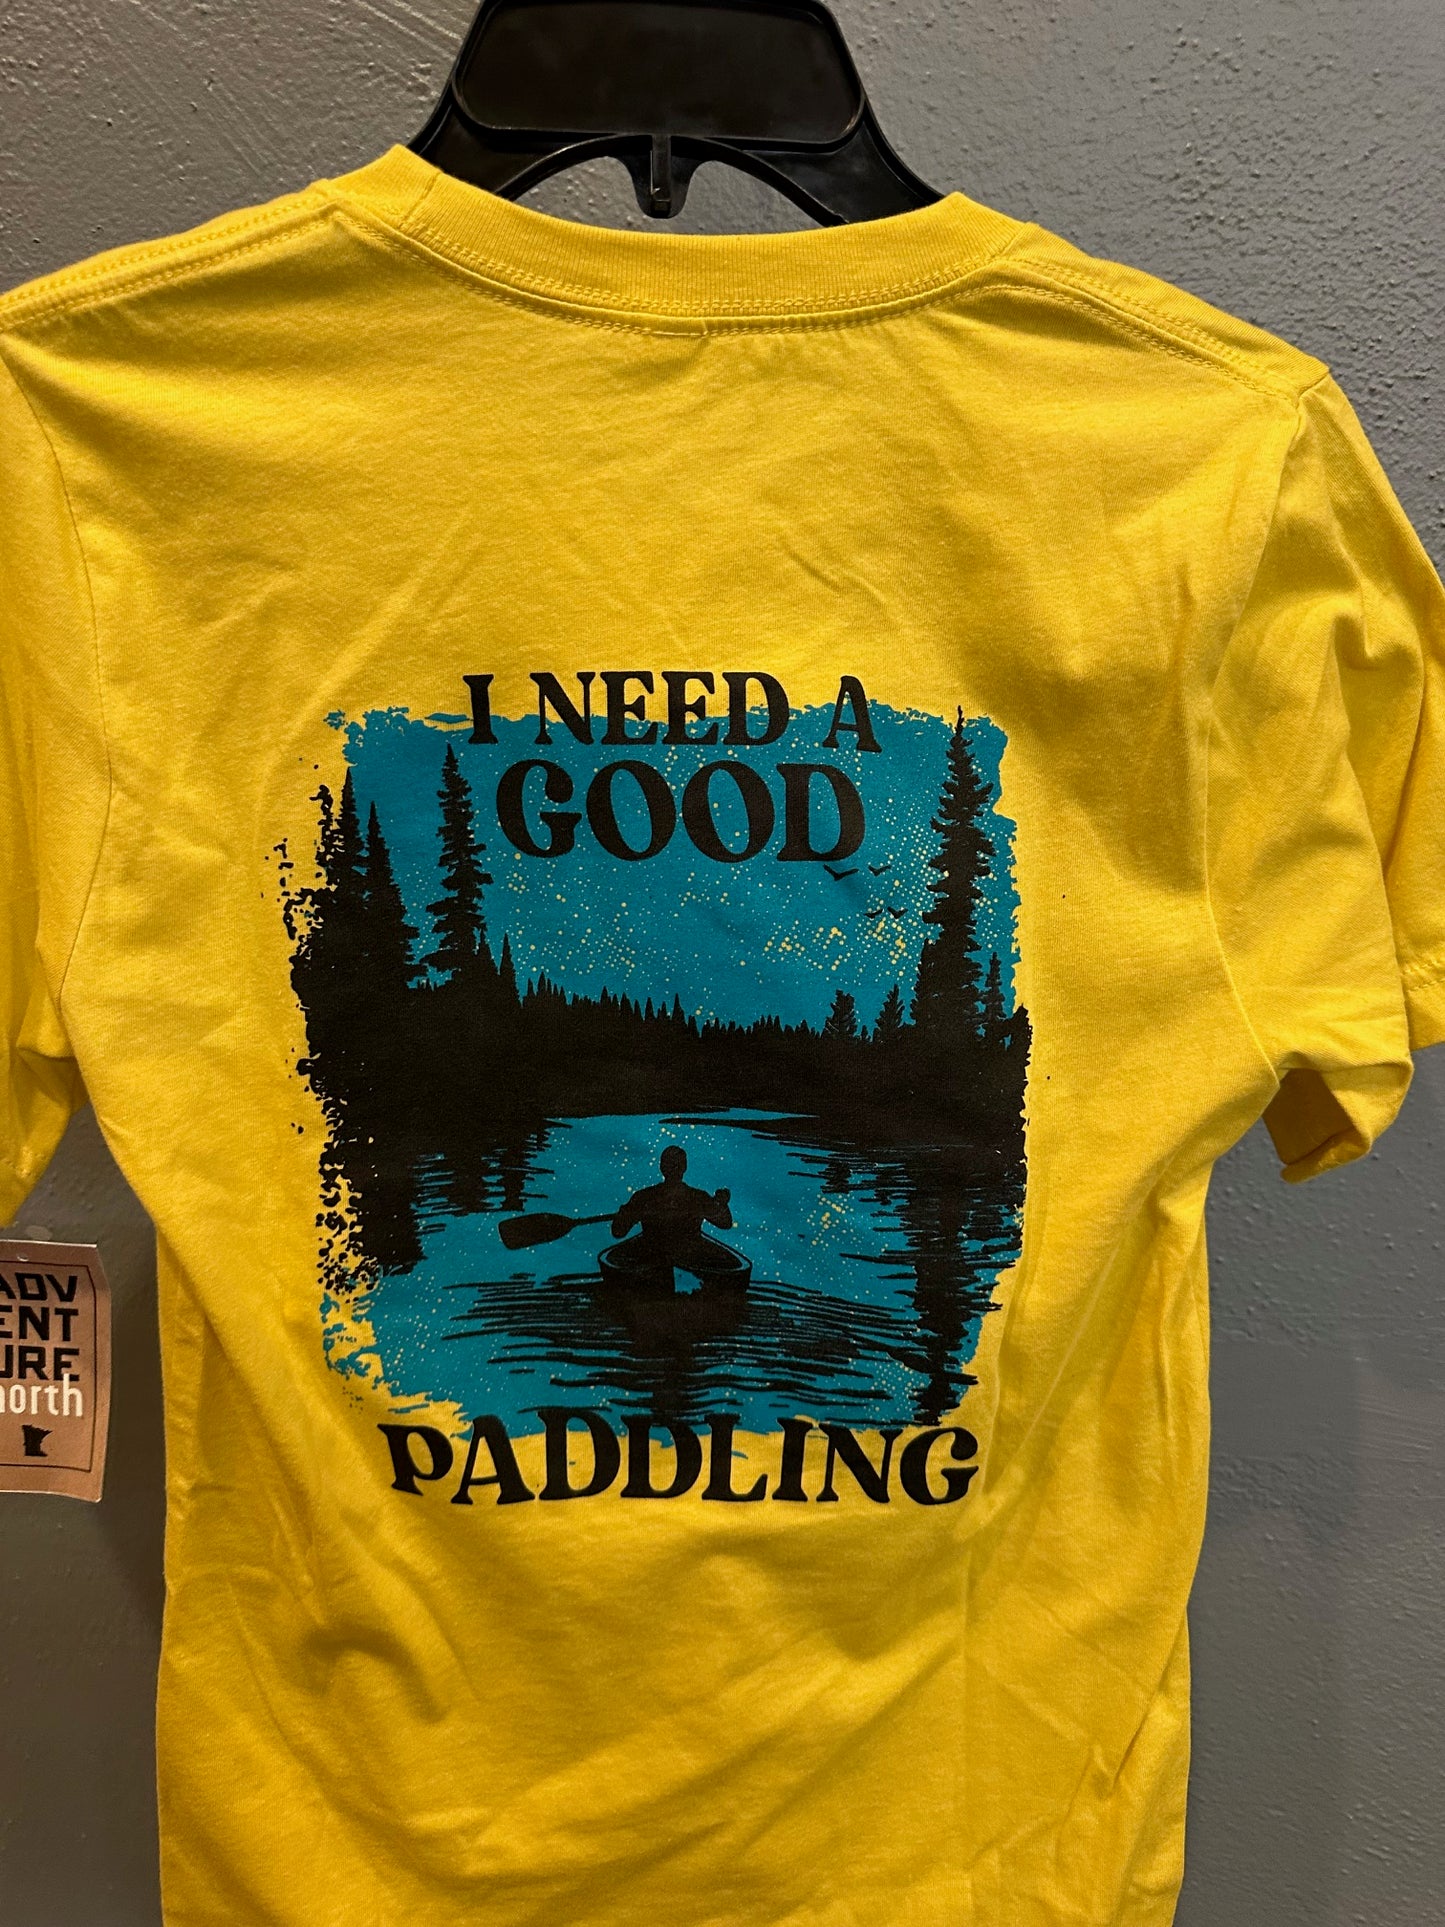 I NEED A
GOOD
PADDLING
ADV
ENT
URE
north